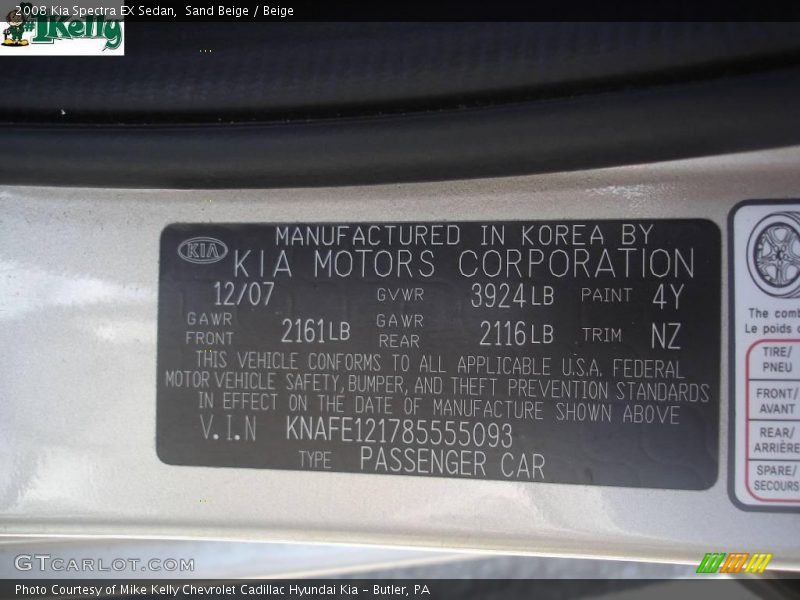 2008 Kia Spectra EX Sedan, Sand Beige / Beige
#1Kelly
MANUFACTURED IN KOREA BY
KIA KIA MOTORS CORPORATION
12/07 GVWR 3924LB PAINT 4Y
GAWR FRONT 2161LB GAWR REAR 2116LB TRIM NZ
THIS VEHICLE CONFORMS TO ALL APPLICABLE U.S.A. FEDERAL
MOTOR VEHICLE SAFETY, BUMPER, AND THEFT PREVENTION STANDARDS
IN EFFECT ON THE DATE OF MANUFACTURE SHOWN ABOVE
V.I.N KNAFE121785555093
TYPE PASSENGER CAR
The comb
Le poids
TIRE/
PNEU
FRONT/
AVANT
REAR/
ARRIÈRE
SPARE/
SECOURS
GTCARLOT.COM
Photo Courtesy of Mike Kelly Chevrolet Cadillac Hyundai Kia – Butler, PA